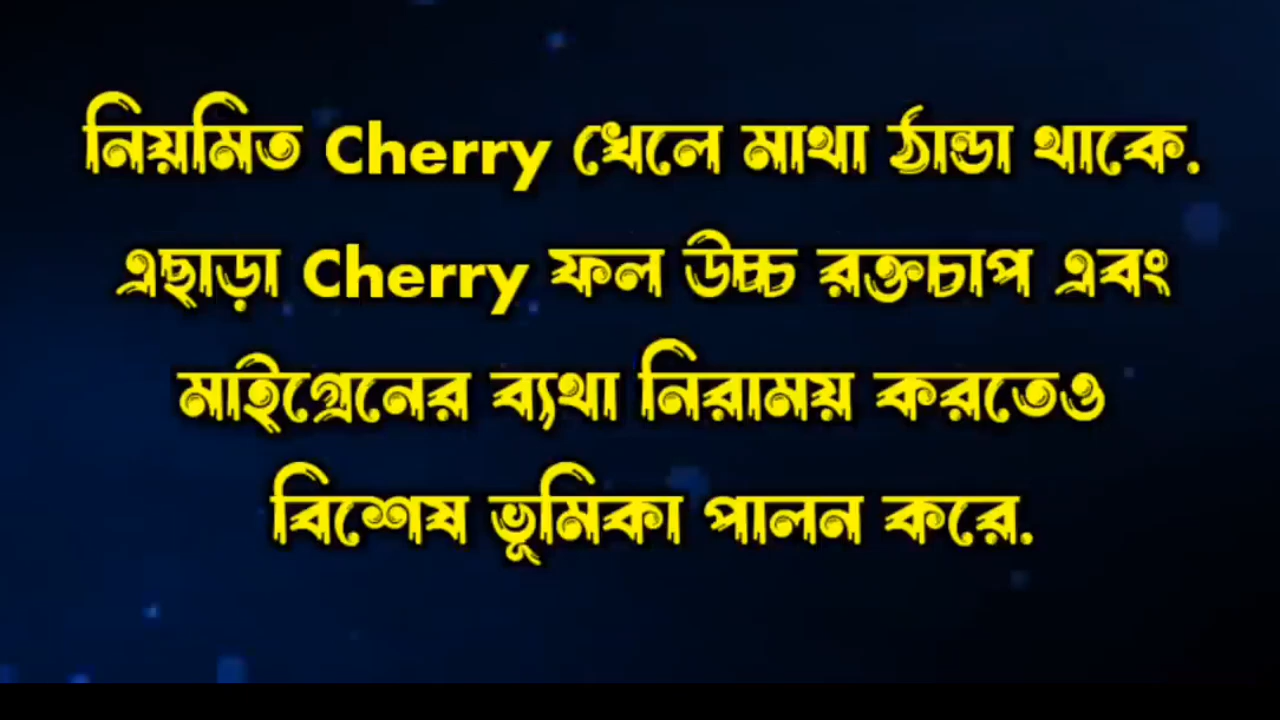 নিয়মিত Cherry খেলে মাথা ঠান্ডা থাকে.
এছাড়া Cherry ফল উচ্চ রক্তচাপ এবং
মাইগ্রেনের ব্যথা নিরাময় করতেও
বিশেষ ভূমিকা পালন করে.